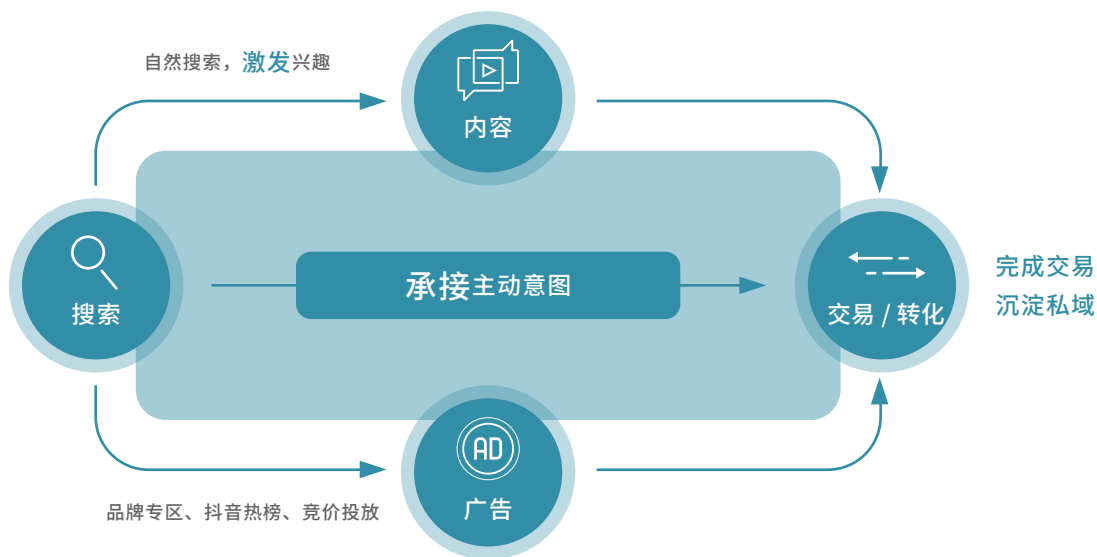 自然搜索，激发兴趣
内容
搜索
承接主动意图
交易 / 转化
完成交易
沉淀私域
AD
广告
品牌专区、抖音热榜、竞价投放